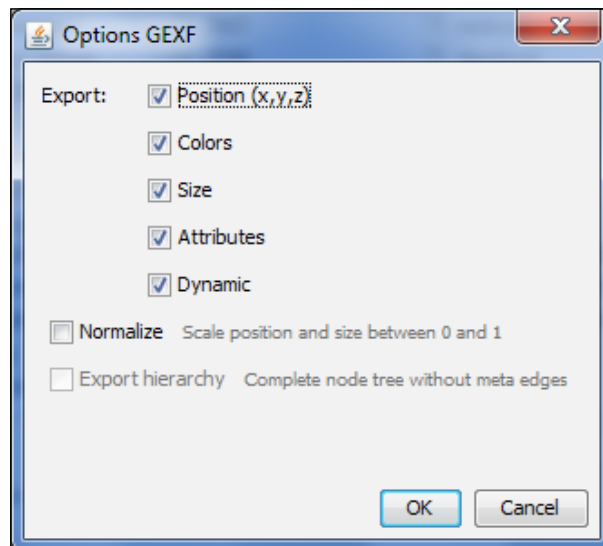 Options GEXF
Export: Position (x,y,z)
Colors
Size
Attributes
Dynamic
Normalize Scale position and size between 0 and 1
Export hierarchy Complete node tree without meta edges
OK Cancel